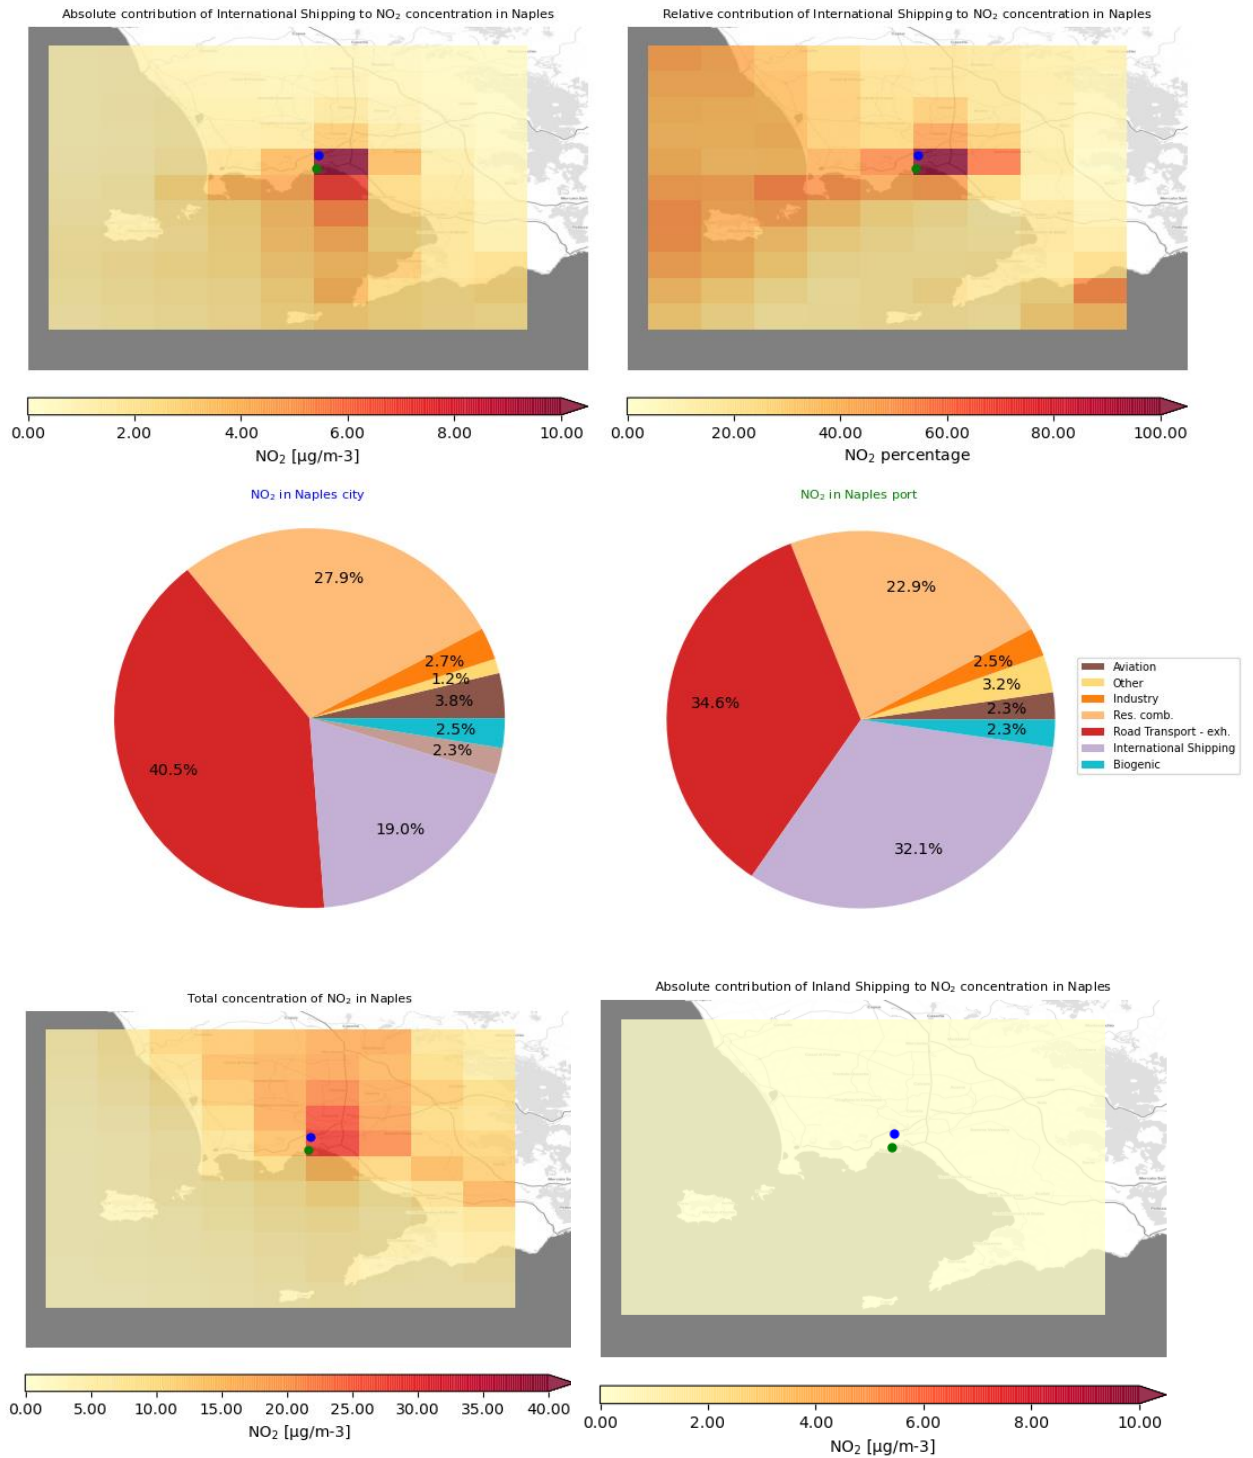 Absolute contribution of International Shipping to NO₂ concentration in Naples
Relative contribution of International Shipping to NO₂ concentration in Naples
0.00 2.00 4.00 6.00 8.00 10.00
NO₂ [µg/m-3]
0.00 20.00 40.00 60.00 80.00 100.00
NO₂ percentage
NO₂ in Naples city
27.9%
2.7%
1.2%
3.8%
2.5%
2.3%
40.5%
19.0%
NO₂ in Naples port
22.9%
2.5%
3.2%
2.3%
2.3%
34.6%
32.1%
Aviation
Other
Industry
Res. comb.
Road Transport - exh.
International Shipping
Biogenic
Total concentration of NO₂ in Naples
Absolute contribution of Inland Shipping to NO₂ concentration in Naples
0.00 5.00 10.00 15.00 20.00 25.00 30.00 35.00 40.00
NO₂ [µg/m-3]
0.00 2.00 4.00 6.00 8.00 10.00
NO₂ [µg/m-3]